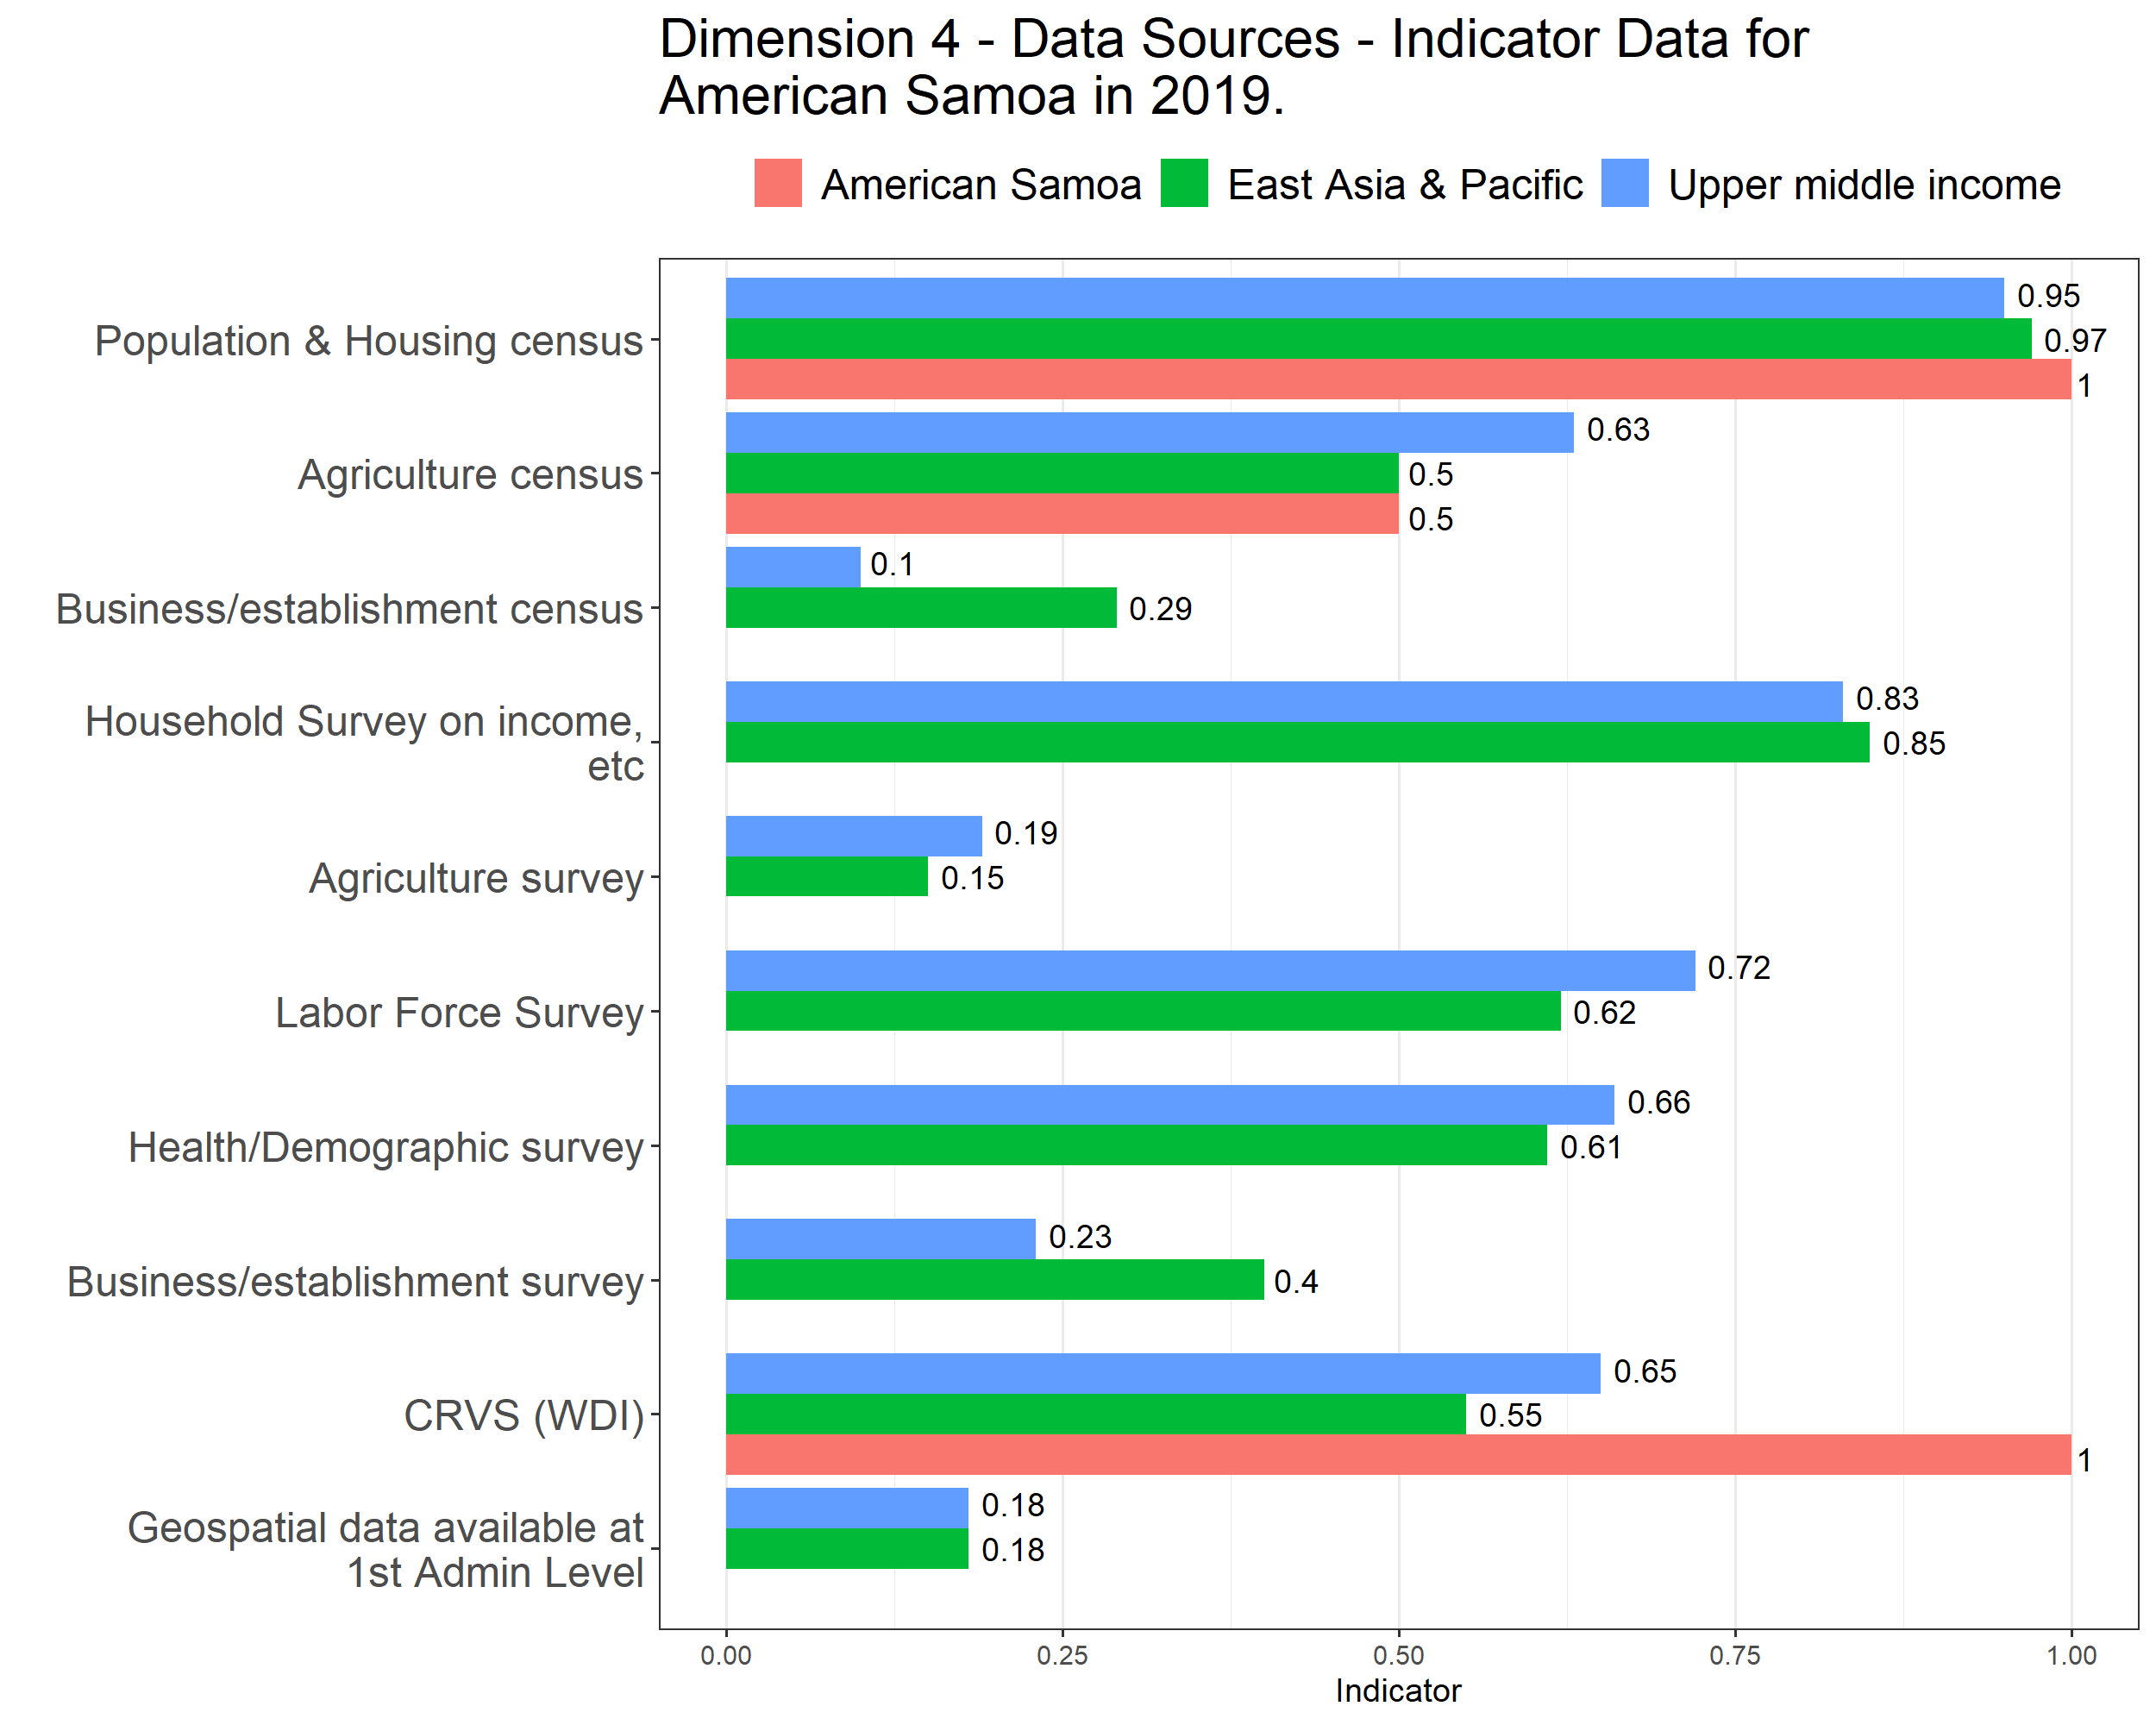 Dimension 4 - Data Sources - Indicator Data for
American Samoa in 2019.
American Samoa
East Asia & Pacific
Upper middle income
Population & Housing census
0.95
0.97
1
Agriculture census
0.63
0.5
0.5
Business/establishment census
0.1
0.29
Household Survey on income,
etc
0.83
0.85
Agriculture survey
0.19
0.15
Labor Force Survey
0.72
0.62
Health/Demographic survey
0.66
0.61
Business/establishment survey
0.23
0.4
CRVS (WDI)
0.65
0.55
1
Geospatial data available at
1st Admin Level
0.18
0.18
0.00
0.25
0.50
0.75
1.00
Indicator